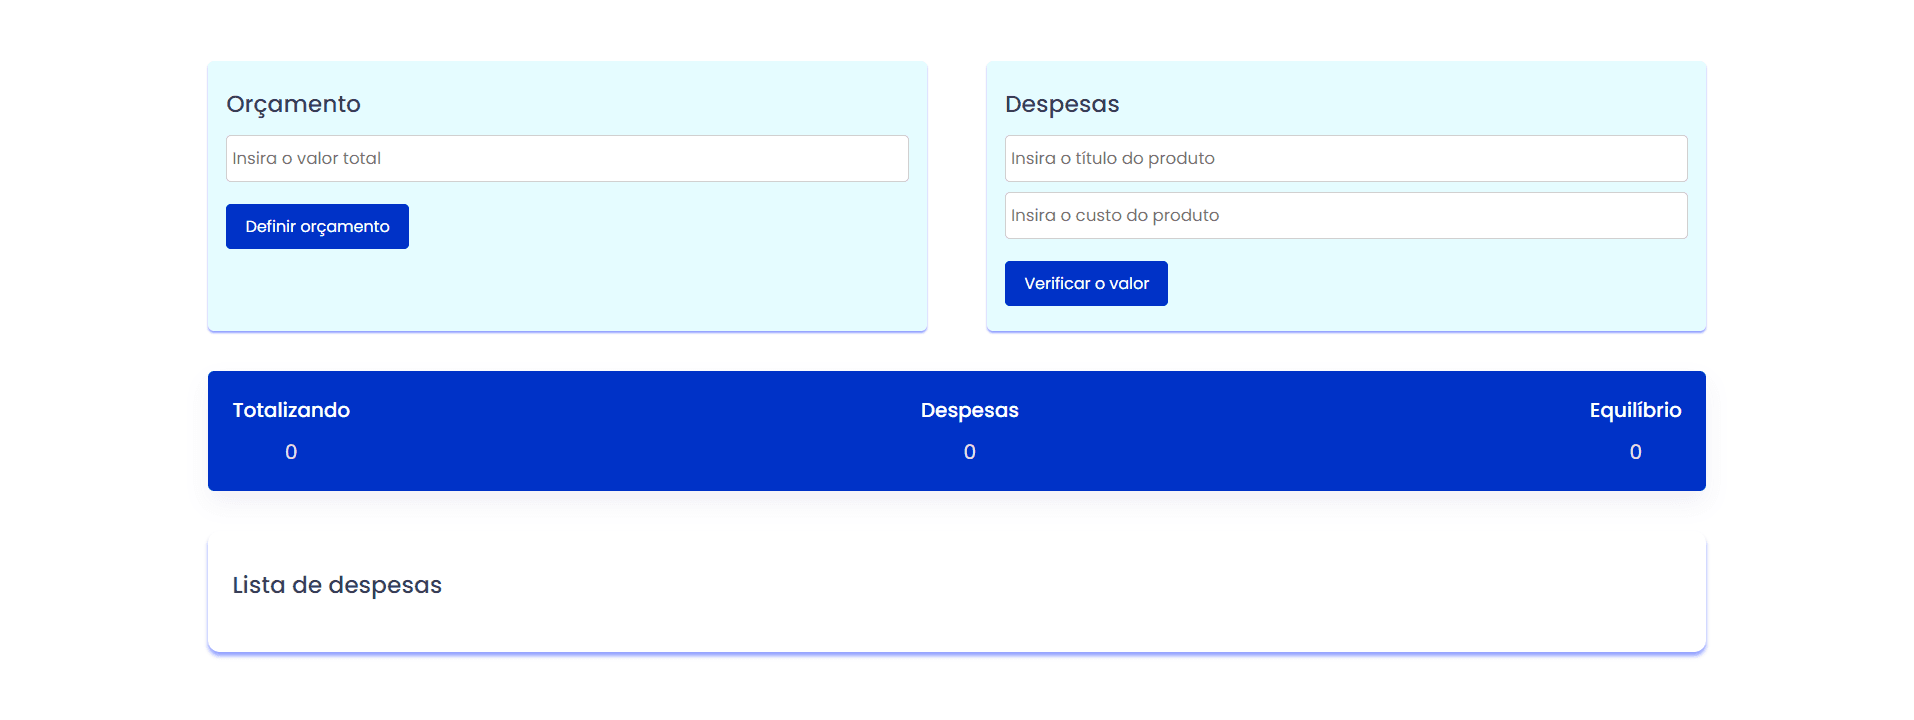 Orçamento
Insira o valor total
Definir orçamento
Despesas
Insira o título do produto
Insira o custo do produto
Verificar o valor
Totalizando
0
Despesas
0
Equilíbrio
0
Lista de despesas